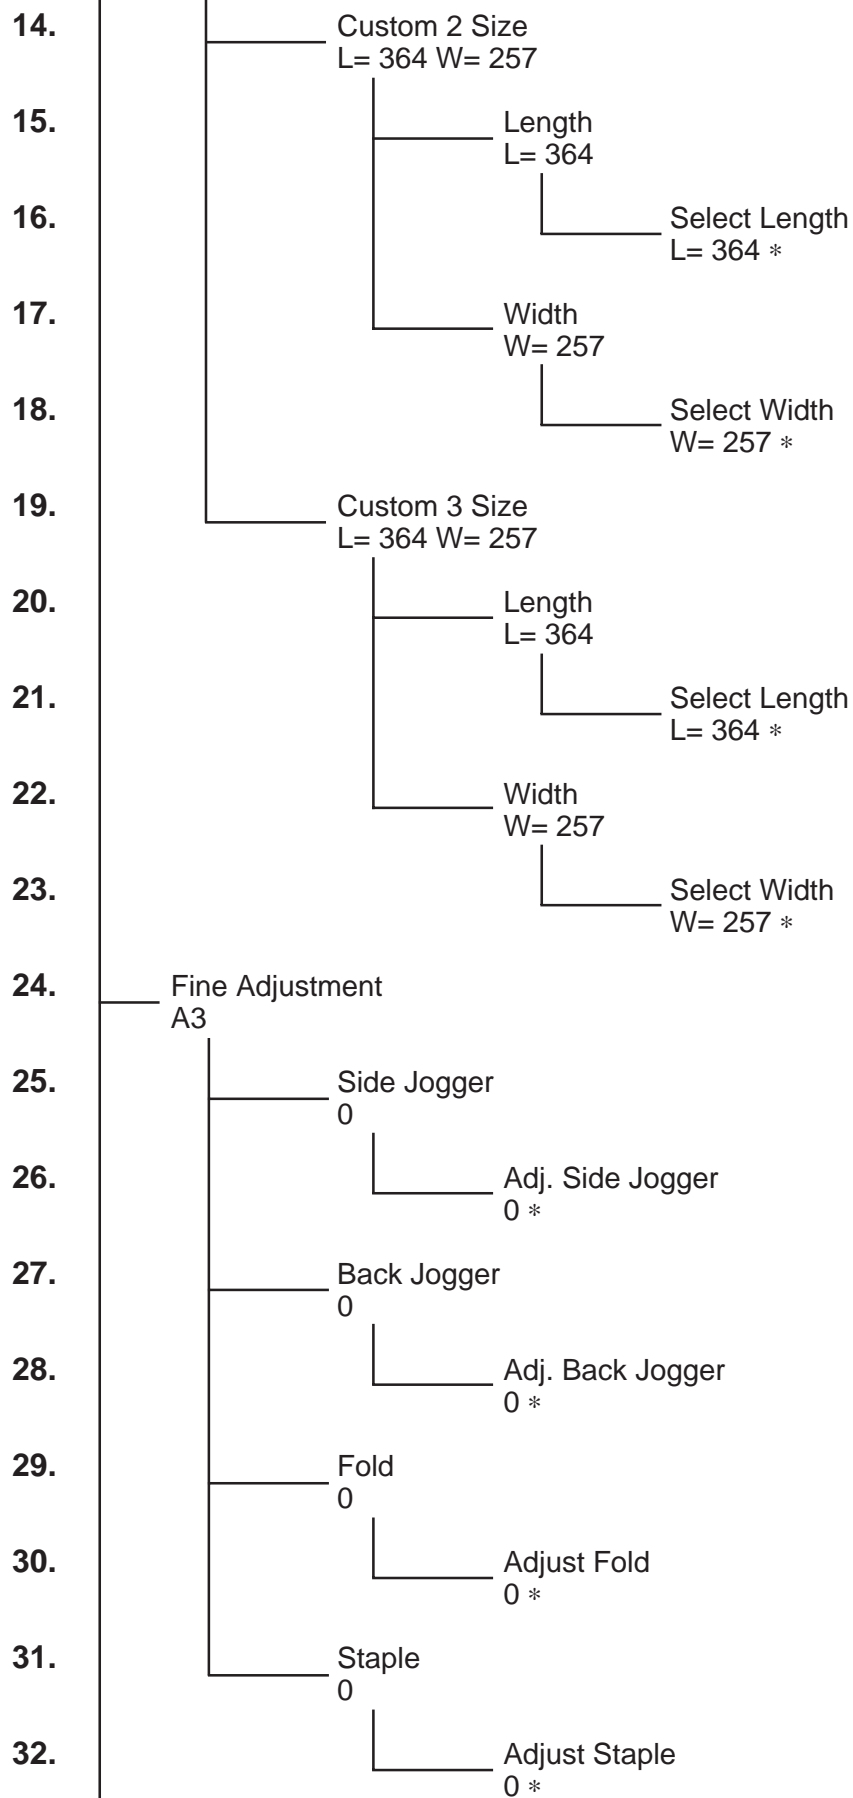 14. Custom 2 Size
L= 364 W= 257
15. Length
L= 364
16. Select Length
L= 364 *
17. Width
W= 257
18. Select Width
W= 257 *
19. Custom 3 Size
L= 364 W= 257
20. Length
L= 364
21. Select Length
L= 364 *
22. Width
W= 257
23. Select Width
W= 257 *
24. Fine Adjustment
A3
25. Side Jogger
0
26. Adj. Side Jogger
0 *
27. Back Jogger
0
28. Adj. Back Jogger
0 *
29. Fold
0
30. Adjust Fold
0 *
31. Staple
0
32. Adjust Staple
0 *